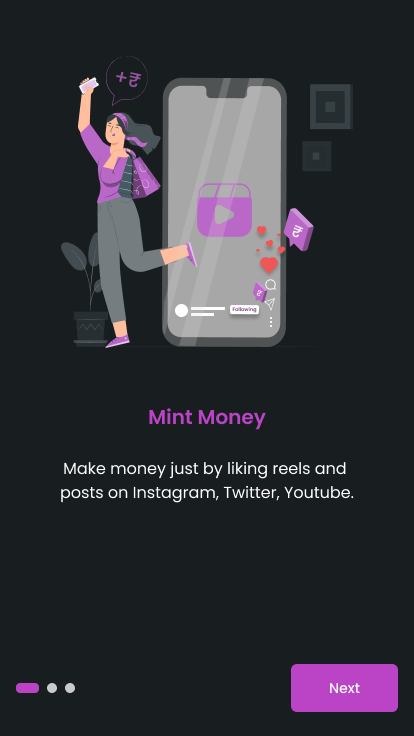 +₹
₹
₹
Following
Mint Money
Make money just by liking reels and
posts on Instagram, Twitter, Youtube.
Next